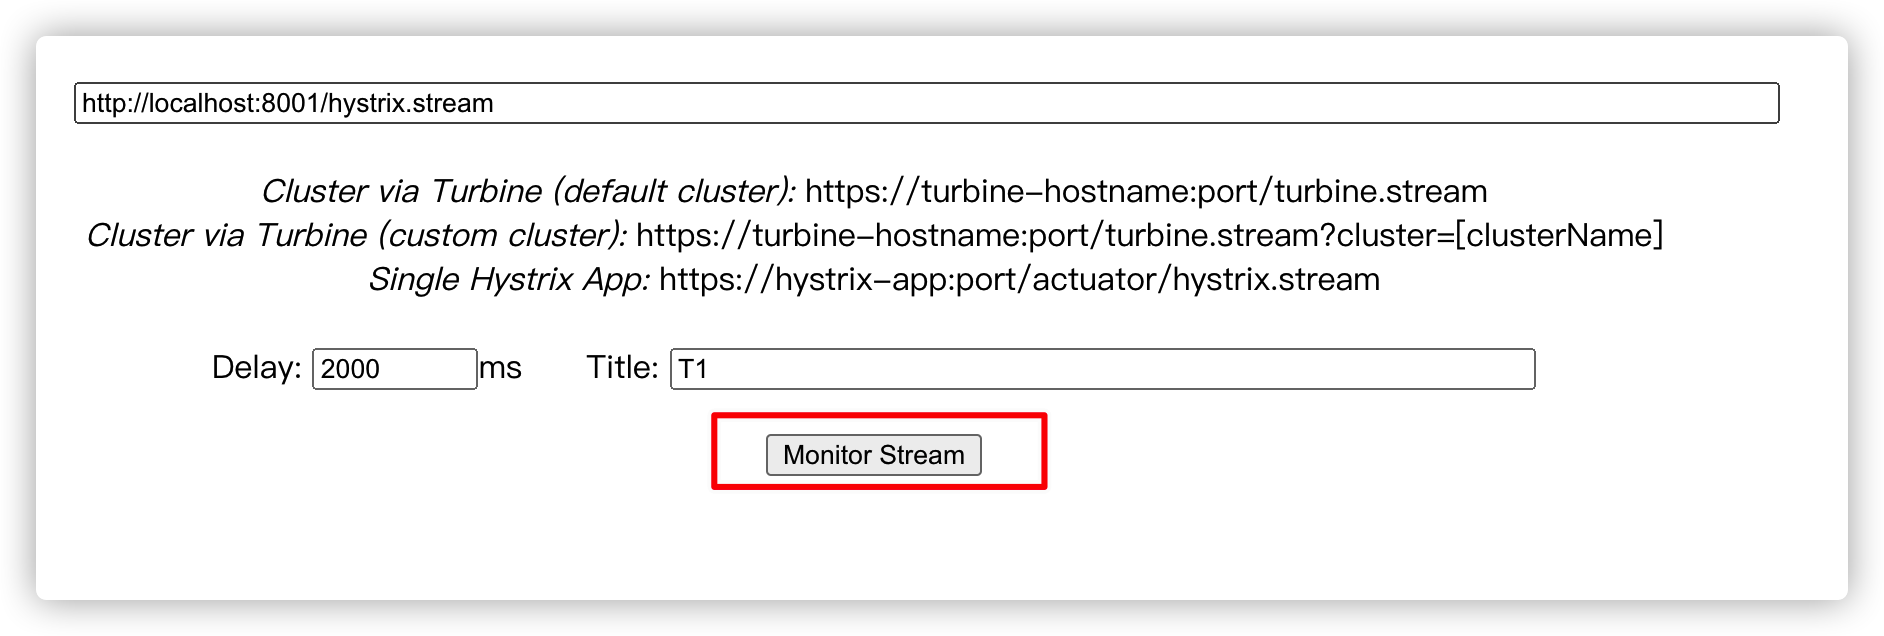 http://localhost:8001/hystrix.stream
Cluster via Turbine (default cluster): https://turbine-hostname:port/turbine.stream
Cluster via Turbine (custom cluster): https://turbine-hostname:port/turbine.stream?cluster=[clusterName]
Single Hystrix App: https://hystrix-app:port/actuator/hystrix.stream
Delay: 2000 ms Title: T1
Monitor Stream